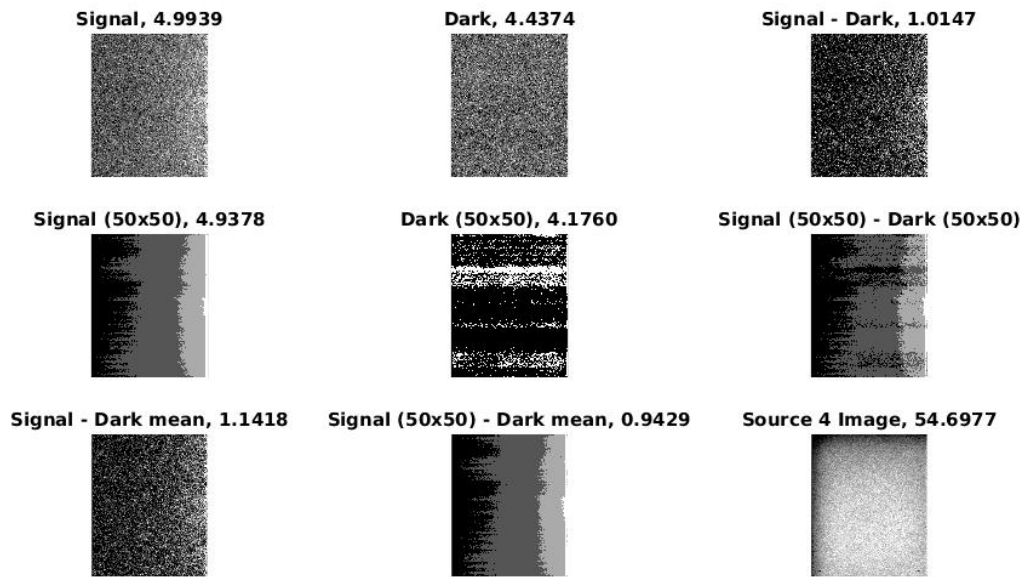 Signal, 4.9939
Dark, 4.4374
Signal - Dark, 1.0147
Signal (50x50), 4.9378
Dark (50x50), 4.1760
Signal (50x50) - Dark (50x50)
Signal - Dark mean, 1.1418
Signal (50x50) - Dark mean, 0.9429
Source 4 Image, 54.6977